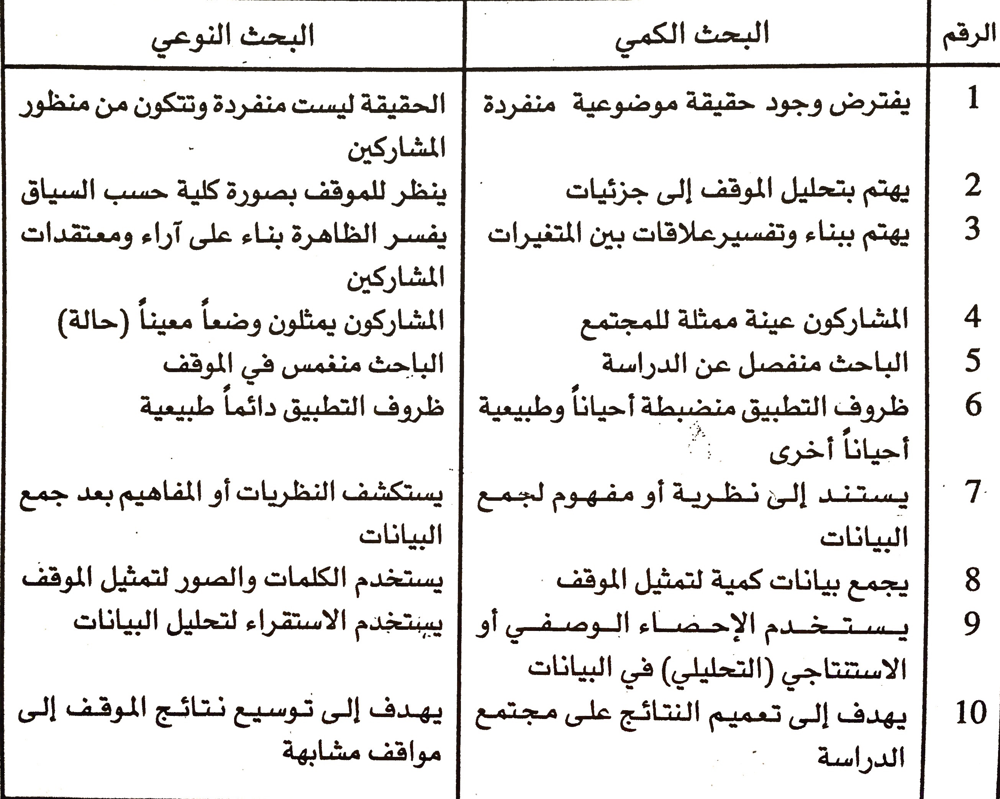 الرقم البحث الكمي البحث النوعي
1 يفترض وجود حقيقة موضوعية منفردة الحقيقة ليست منفردة وتتكون من منظور
المشاركين
2 يهتم بتحليل الموقف إلى جزئيات ينظر للموقف بصورة كلية حسب السياق
3 يهتم ببناء وتفسير علاقات بين المتغيرات يفسر الظاهرة بناء على آراء ومعتقدات
المشاركين
4 المشاركون عينة ممثلة للمجتمع المشاركون يمثلون وضعاً معيناً (حالة)
5 الباحث منفصل عن الدراسة الباحث منغمس في الموقف
6 ظروف التطبيق منضبطة أحياناً وطبيعية ظروف التطبيق دائماً طبيعية
أحياناً أخرى
7 يستند إلى نظرية أو مفهوم لجمع يستكشف النظريات أو المفاهيم بعد جمع
البيانات البيانات
8 يجمع بيانات كمية لتمثيل الموقف يستخدم الكلمات والصور لتمثيل الموقف
9 يستخدم الإحصاء الوصفي أو يستخدم الاستقراء لتحليل البيانات
الاستنتاجي (التحليلي) في البيانات
10 يهدف إلى تعميم النتائج على مجتمع يهدف إلى توسيع نتائج الموقف إلى
الدراسة مواقف مشابهة